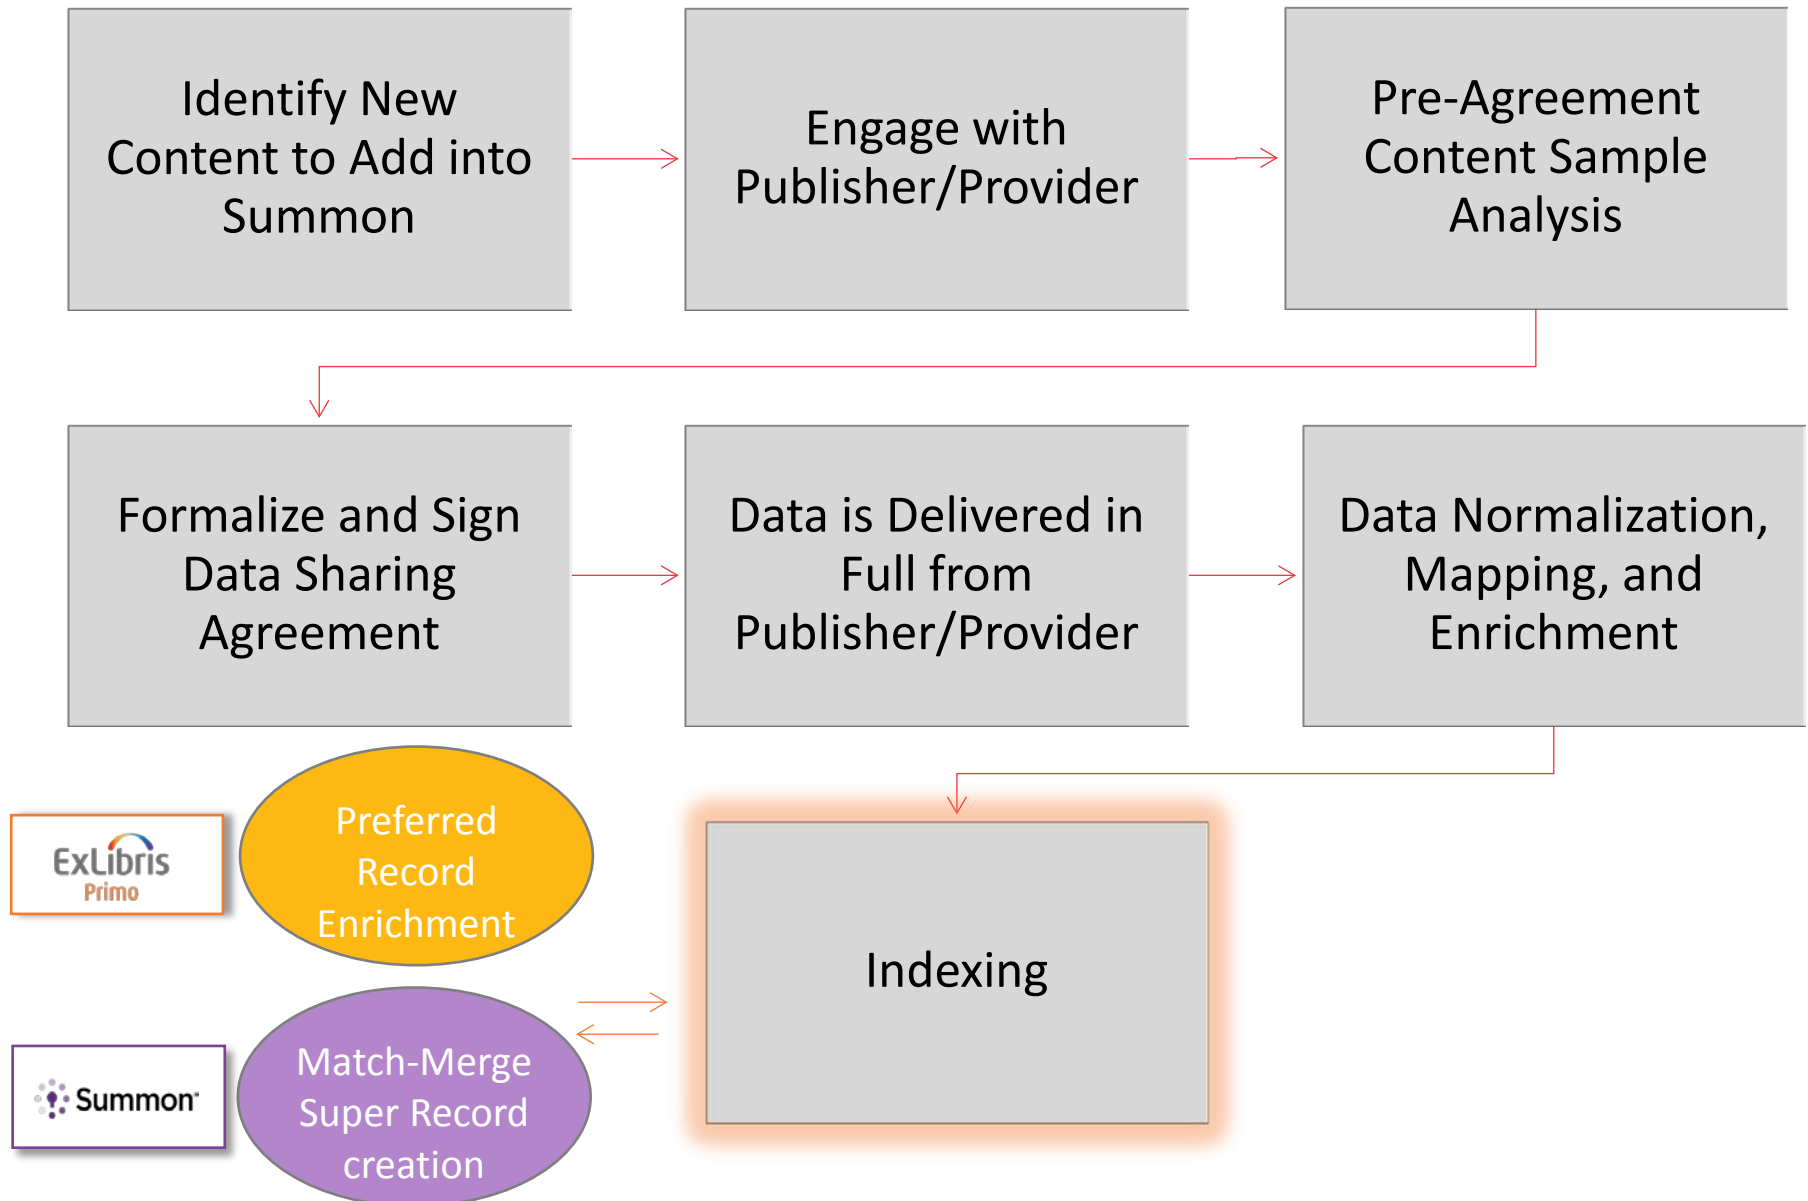 Identify New
Content to Add into
Summon
Engage with
Publisher/Provider
Pre-Agreement
Content Sample
Analysis
Formalize and Sign
Data Sharing
Agreement
Data is Delivered in
Full from
Publisher/Provider
Data Normalization,
Mapping, and
Enrichment
ExLibris
Primo
Preferred
Record
Enrichment
Indexing
Summon
Match-Merge
Super Record
creation